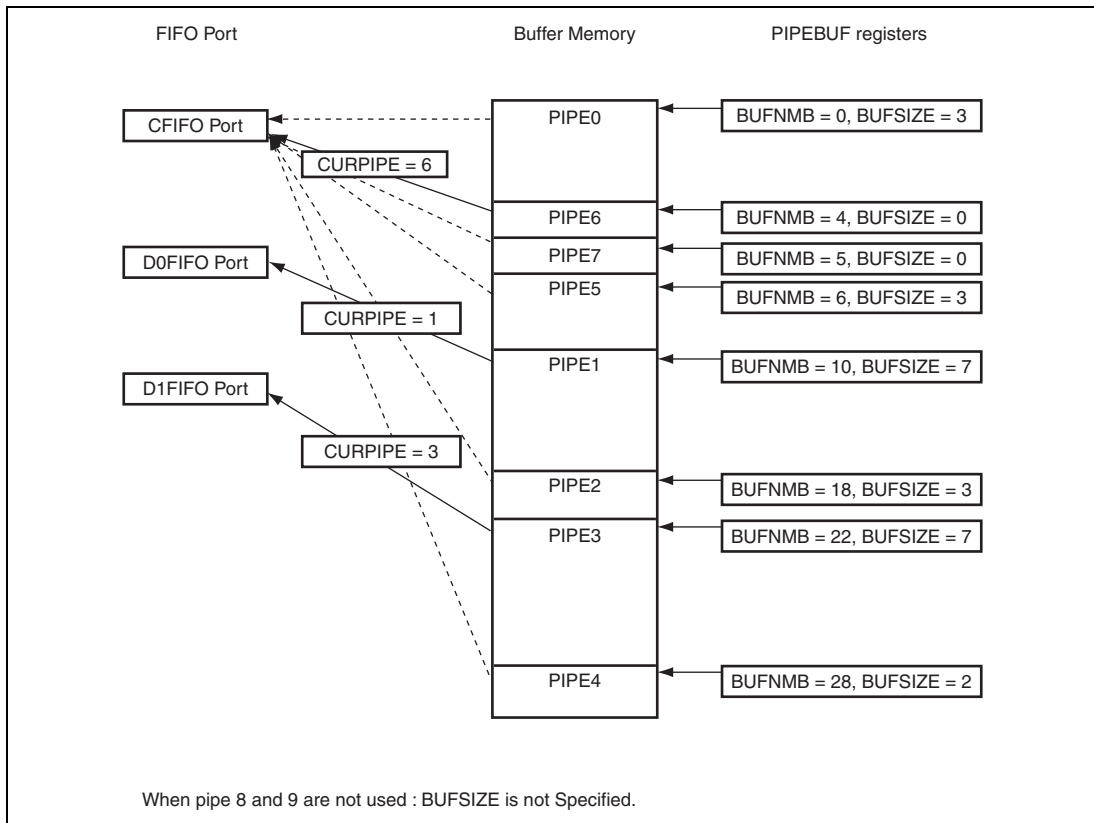 FIFO Port Buffer Memory PIPEBUF registers
CFIFO Port
PIPE0
BUFNMB = 0, BUFSIZE = 3
CURPIPE = 6
PIPE6
BUFNMB = 4, BUFSIZE = 0
D0FIFO Port
PIPE7
BUFNMB = 5, BUFSIZE = 0
PIPE5
BUFNMB = 6, BUFSIZE = 3
CURPIPE = 1
PIPE1
BUFNMB = 10, BUFSIZE = 7
D1FIFO Port
CURPIPE = 3
PIPE2
BUFNMB = 18, BUFSIZE = 3
PIPE3
BUFNMB = 22, BUFSIZE = 7
PIPE4
BUFNMB = 28, BUFSIZE = 2
When pipe 8 and 9 are not used : BUFSIZE is not Specified.